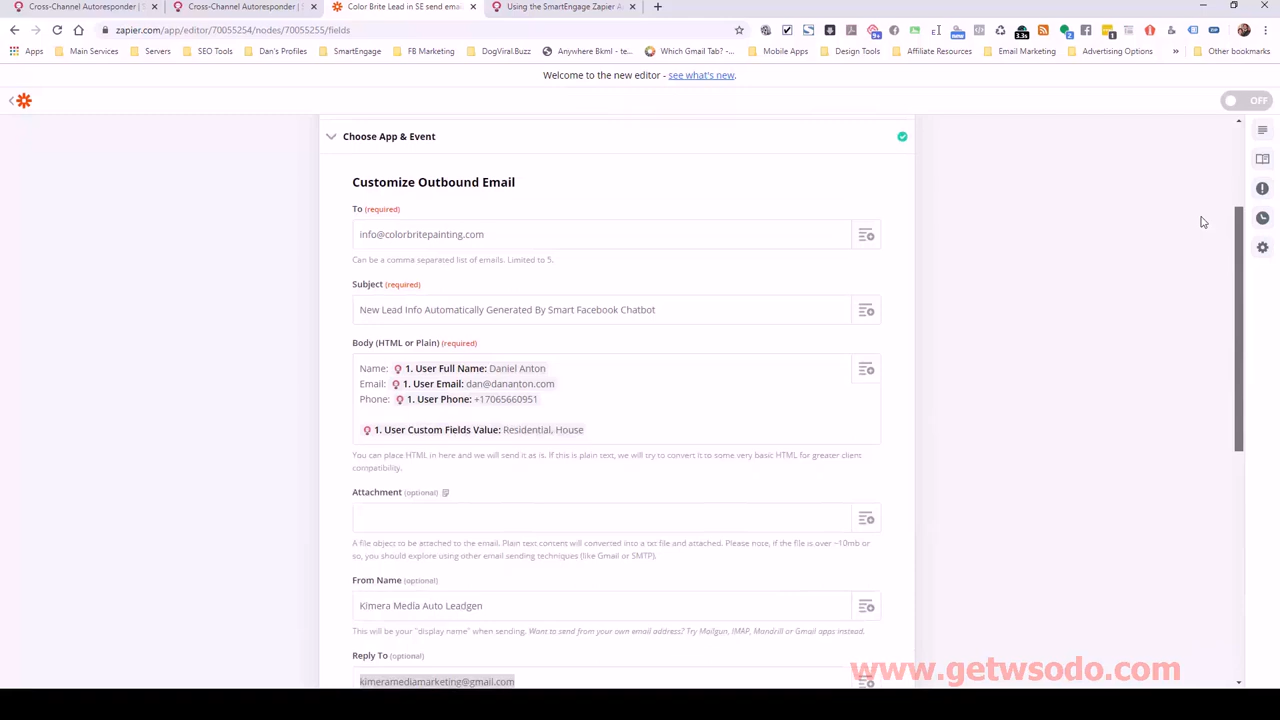 Cross-Channel Autoresponder |
Cross-Channel Autoresponder |
Color Brite Lead in SE send emai
Using the SmartEngage Zapier A
zapier.com/app/editor/70055254/nodes/70055255/fields
Apps Main Services Servers SEO Tools Dan's Profiles SmartEngage FB Marketing DogViral.Buzz Anywhere Bkml - te... Which Gmail Tab? -... Mobile Apps Design Tools Affiliate Resources Email Marketing Advertising Options » Other bookmarks
Welcome to the new editor - see what's new.
OFF
Choose App & Event
Customize Outbound Email
To (required)
info@colorbritepainting.com
Can be a comma separated list of emails. Limited to 5.
Subject (required)
New Lead Info Automatically Generated By Smart Facebook Chatbot
Body (HTML or Plain) (required)
Name: 1. User Full Name: Daniel Anton
Email: 1. User Email: dan@dananton.com
Phone: 1. User Phone: +17065660951
1. User Custom Fields Value: Residential, House
You can place HTML in here and we will send it as is. If this is plain text, we will try to convert it to some very basic HTML for greater client
compatibility.
Attachment (optional)
A file object to be attached to the email. Plain text content will converted into a txt file and attached. Please note, if the file is over ~10mb or
so, you should explore using other email sending techniques (like Gmail or SMTP).
From Name (optional)
Kimera Media Auto Leadgen
This will be your "display name" when sending. Want to send from your own email address? Try Mailgun, IMAP, Mandrill or Gmail apps instead.
Reply To (optional)
kimeramediamarketing@gmail.com
www.getwsodo.com